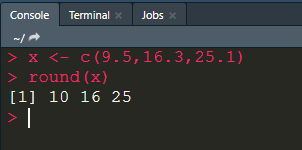 Console Terminal × Jobs ×
~/
> x <- c(9.5,16.3,25.1)
> round(x)
[1] 10 16 25
>